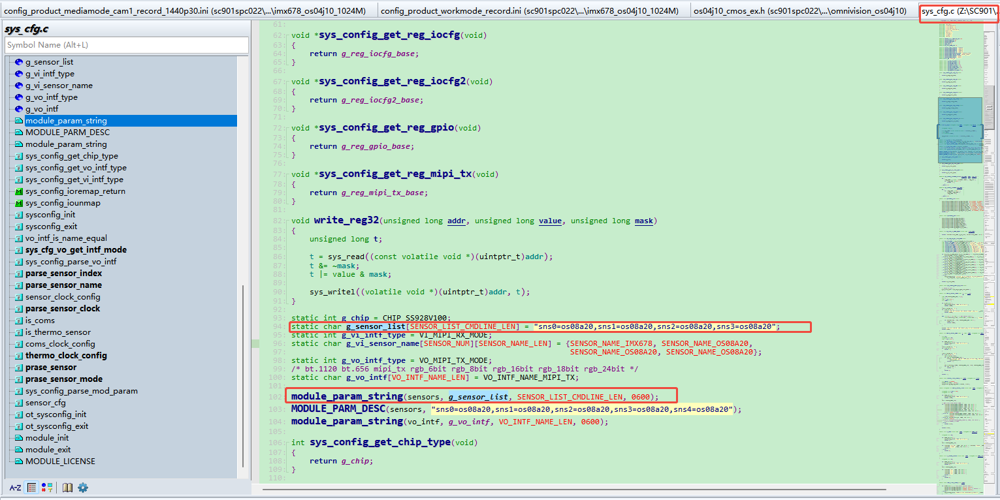 config_product_mediamode_cam1_record_1440p30.ini (sc901spc022\...\imx678_os04j10_1024M) config_product_workmode_record.ini (sc901spc022\...\imx678_os04j10_1024M) os04j10_cmos_ex.h (sc901spc022\...\omnivision_os04j10) sys_cfg.c (Z:\SC901\..
sys_cfg.c
Symbol Name (Alt+L)
g_sensor_list
g_vi_intf_type
g_vi_sensor_name
g_vo_intf_type
g_vo_intf
module_param_string
MODULE_PARM_DESC
module_param_string
sys_config_get_chip_type
sys_config_get_vo_intf_type
sys_config_get_vi_intf_type
sys_config_ioremap_return
sys_config_iounmap
sysconfig_init
sysconfig_exit
vo_intf_is_name_equal
sys_cfg_vo_get_intf_mode
sys_config_parse_vo_intf
parse_sensor_index
parse_sensor_name
sensor_clock_config
parse_sensor_clock
is_coms
is_thermo_sensor
coms_clock_config
thermo_clock_config
prase_sensor
prase_sensor_mode
sys_config_parse_mod_param
sensor_cfg
ot_sysconfig_init
ot_sysconfig_exit
module_init
module_exit
MODULE_LICENSE
A-Z
61:
62: void *sys_config_get_reg_iocfg(void)
63: {
64: return g_reg_iocfg_base;
65: }
66:
67: void *sys_config_get_reg_iocfg2(void)
68: {
69: return g_reg_iocfg2_base;
70: }
71:
72: void *sys_config_get_reg_gpio(void)
73: {
74: return g_reg_gpio_base;
75: }
76:
77: void *sys_config_get_reg_mipi_tx(void)
78: {
79: return g_reg_mipi_tx_base;
80: }
81:
82: void write_reg32(unsigned long addr, unsigned long value, unsigned long mask)
83: {
84: unsigned long t;
85:
86: t = sys_read((const volatile void *)(uintptr_t)addr);
87: t &= ~mask;
88: t |= value & mask;
89:
90: sys_writel((volatile void *)(uintptr_t)addr, t);
91: }
92:
93: static int g_chip = CHIP_SS928V100;
94: static char g_sensor_list[SENSOR_LIST_CMDLINE_LEN] = "sns0=os08a20,sns1=os08a20,sns2=os08a20,sns3=os08a20";
95: static int g_vi_intf_type = VI_MIPI_RX_MODE;
96: static char g_vi_sensor_name[SENSOR_NUM][SENSOR_NAME_LEN] = {SENSOR_NAME_IMX678, SENSOR_NAME_OS08A20,
97: SENSOR_NAME_OS08A20, SENSOR_NAME_OS08A20};
98: static int g_vo_intf_type = VO_MIPI_TX_MODE;
99: /* bt.1120 bt.656 mipi_tx rgb_6bit rgb_8bit rgb_16bit rgb_18bit rgb_24bit */
100: static char g_vo_intf[VO_INTF_NAME_LEN] = VO_INTF_NAME_MIPI_TX;
101:
102: module_param_string(sensors, g_sensor_list, SENSOR_LIST_CMDLINE_LEN, 0600);
103: MODULE_PARM_DESC(sensors, "sns0=os08a20,sns1=os08a20,sns2=os08a20,sns3=os08a20,sns4=os08a20");
104: module_param_string(vo_intf, g_vo_intf, VO_INTF_NAME_LEN, 0600);
105:
106: int sys_config_get_chip_type(void)
107: {
108: return g_chip;
109: }
110: